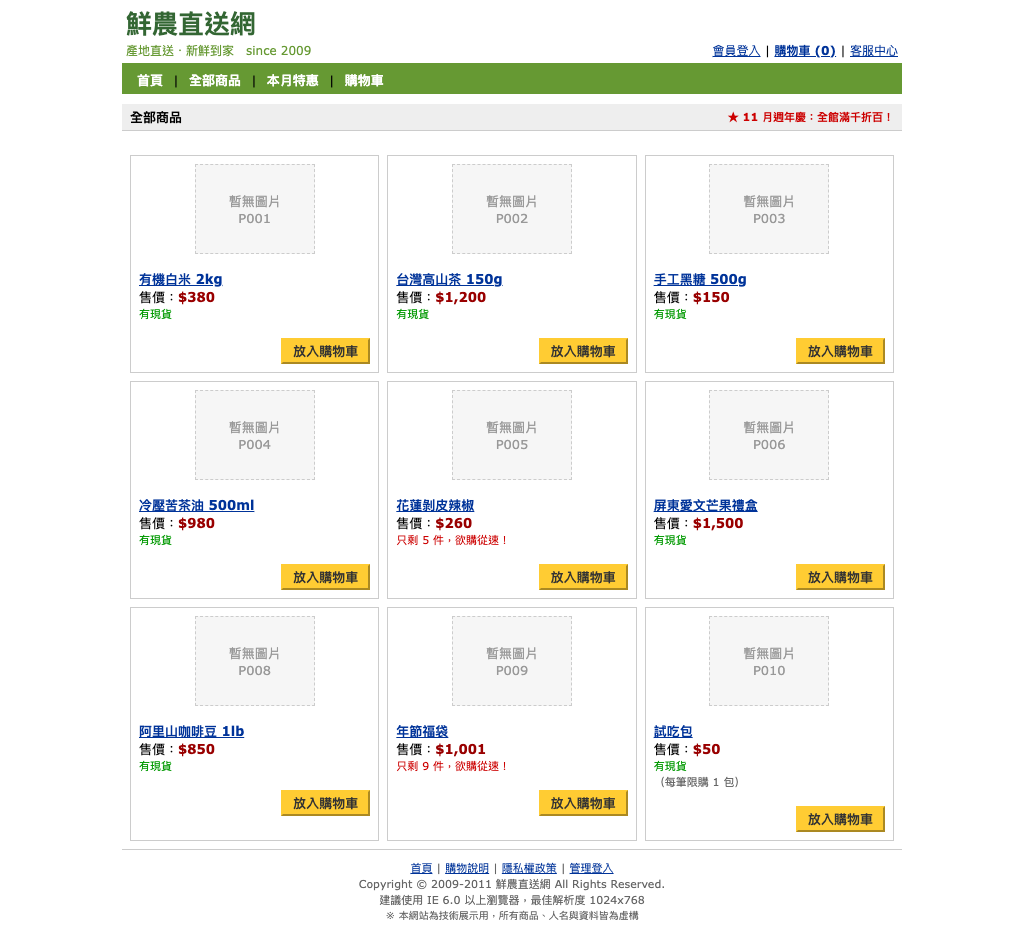 鮮農直送網
產地直送‧新鮮到家 since 2009
會員登入 | 購物車 (0) | 客服中心
首頁 | 全部商品 | 本月特惠 | 購物車
全部商品
★ 11 月週年慶：全館滿千折百！
暫無圖片
P001
有機白米 2kg
售價：$380
有現貨
放入購物車
暫無圖片
P002
台灣高山茶 150g
售價：$1,200
有現貨
放入購物車
暫無圖片
P003
手工黑糖 500g
售價：$150
有現貨
放入購物車
暫無圖片
P004
冷壓苦茶油 500ml
售價：$980
有現貨
放入購物車
暫無圖片
P005
花蓮剝皮辣椒
售價：$260
只剩 5 件，欲購從速！
放入購物車
暫無圖片
P006
屏東愛文芒果禮盒
售價：$1,500
有現貨
放入購物車
暫無圖片
P008
阿里山咖啡豆 1lb
售價：$850
有現貨
放入購物車
暫無圖片
P009
年節福袋
售價：$1,001
只剩 9 件，欲購從速！
放入購物車
暫無圖片
P010
試吃包
售價：$50
有現貨
（每筆限購 1 包）
放入購物車
首頁 | 購物說明 | 隱私權政策 | 管理登入
Copyright © 2009-2011 鮮農直送網 All Rights Reserved.
建議使用 IE 6.0 以上瀏覽器，最佳解析度 1024x768
※ 本網站為技術展示用，所有商品、人名與資料皆為虛構